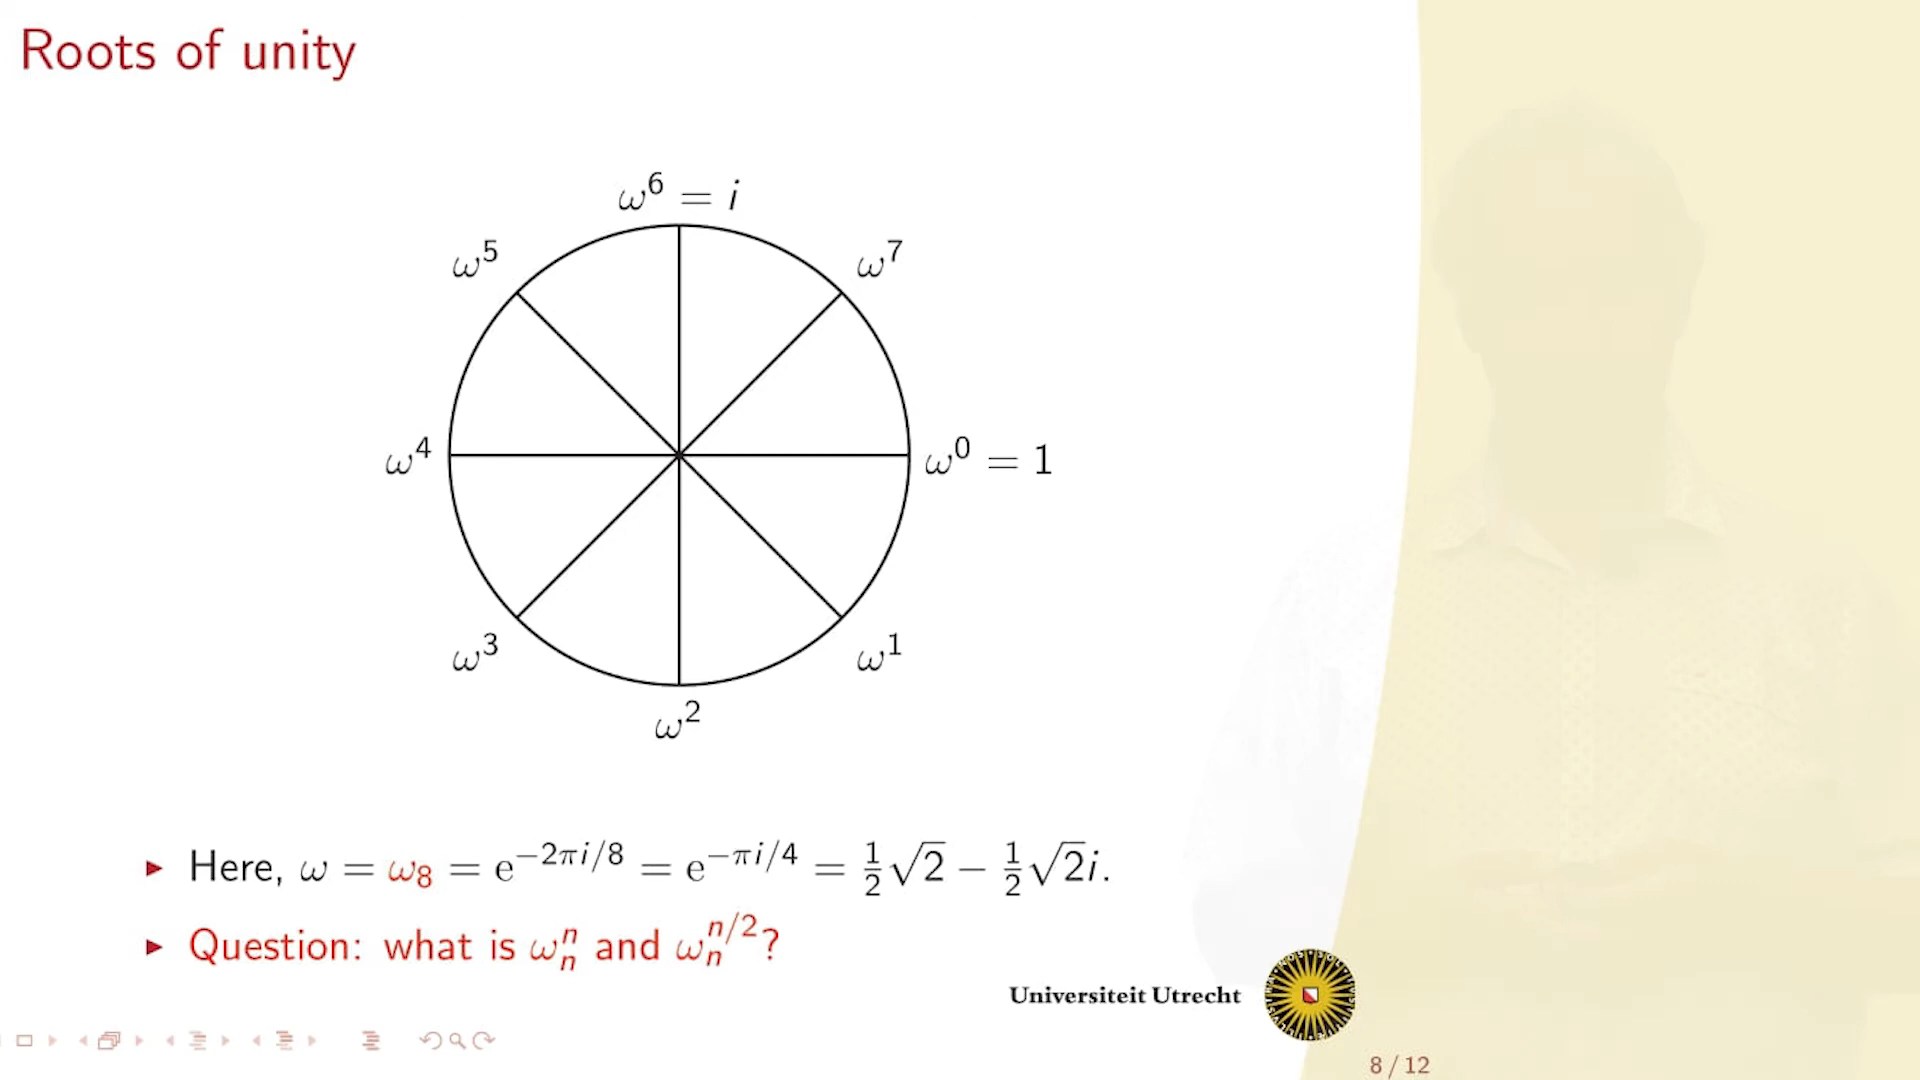 Roots of unity
ω⁶ = i
ω⁵
ω⁷
ω⁴
ω⁰ = 1
ω³
ω¹
ω²
Here, ω = ω₈ = e^{−2πi/8} = e^{−πi/4} = ½√2 − ½√2i.
Question: what is ωₙⁿ and ωₙ^{n/2}?
Universiteit Utrecht
8 / 12